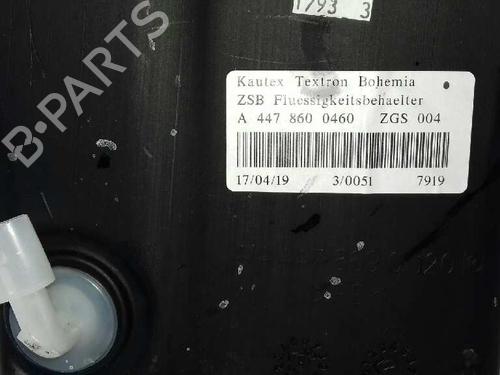 1793 3
Kautex Textron Bohemia
ZSB Fluessigkeitsbehaelter
A 447 860 0460 ZGS 004
17/04/19 3/0051 7919
B-PARTS